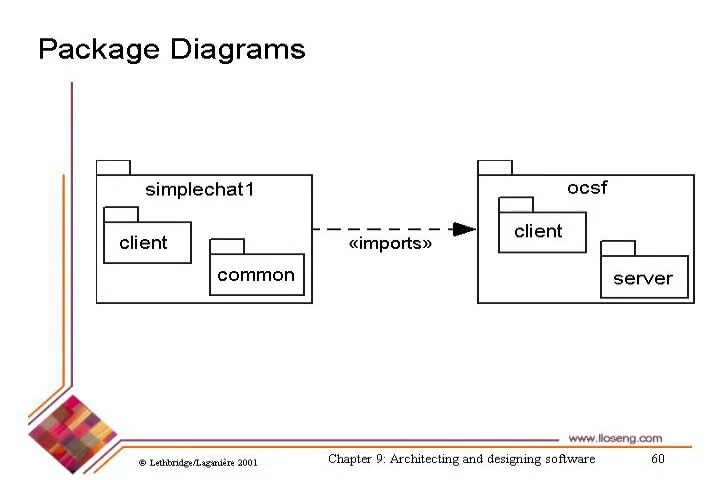 Package Diagrams
simplechat1
client
common
«imports»
ocsf
client
server
www.lloseng.com
© Lethbridge/Laganière 2001
Chapter 9: Architecting and designing software
60